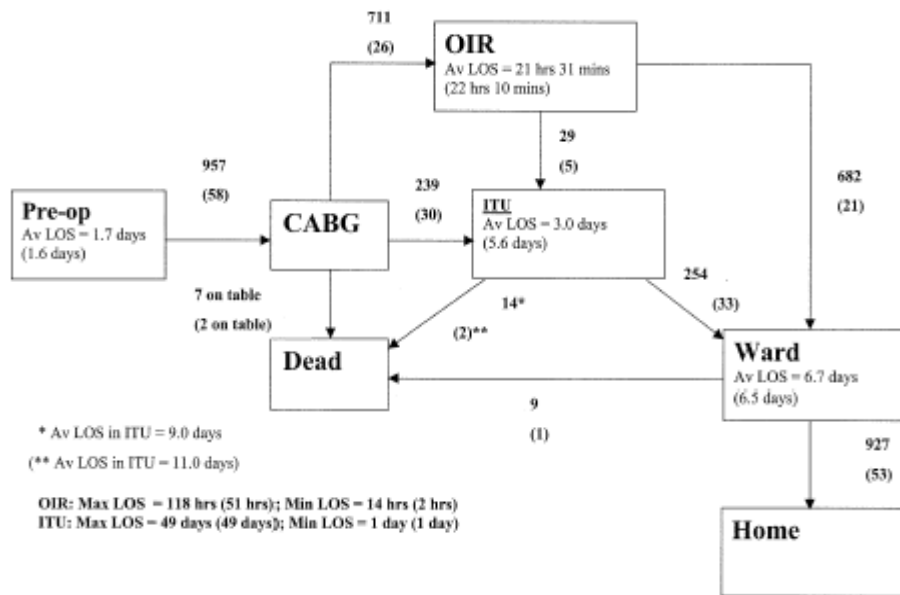 711
(26)
OIR
Av LOS = 21 hrs 31 mins
(22 hrs 10 mins)
957
(58)
29
(5)
682
(21)
239
(30)
Pre-op
Av LOS = 1.7 days
(1.6 days)
CABG
ITU
Av LOS = 3.0 days
(5.6 days)
7 on table
(2 on table)
14*
(2)**
254
(33)
Dead
Ward
Av LOS = 6.7 days
(6.5 days)
9
(1)
* Av LOS in ITU = 9.0 days
(** Av LOS in ITU = 11.0 days)
927
(53)
OIR: Max LOS = 118 hrs (51 hrs); Min LOS = 14 hrs (2 hrs)
ITU: Max LOS = 49 days (49 days); Min LOS = 1 day (1 day)
Home